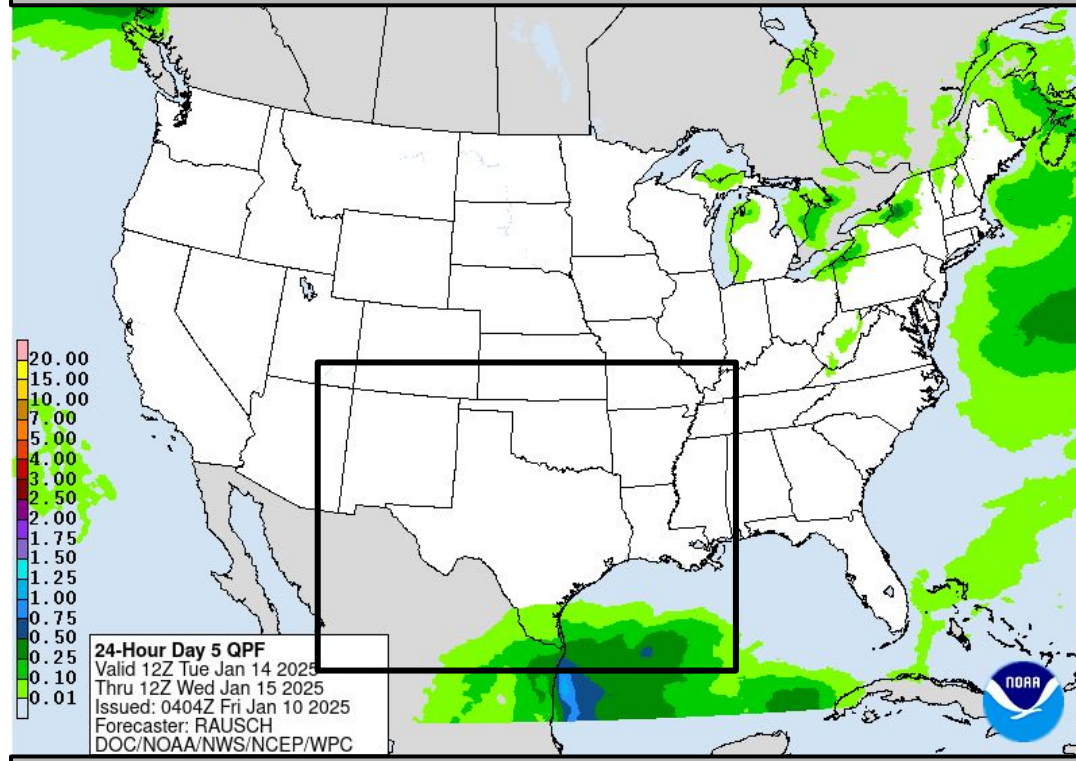 20.00
15.00
10.00
7.00
5.00
4.00
3.00
2.50
2.00
1.75
1.50
1.25
1.00
0.75
0.50
0.25
0.10
0.01
24-Hour Day 5 QPF
Valid 12Z Tue Jan 14 2025
Thru 12Z Wed Jan 15 2025
Issued: 0404Z Fri Jan 10 2025
Forecaster: RAUSCH
DOC/NOAA/NWS/NCEP/WPC
NOAA